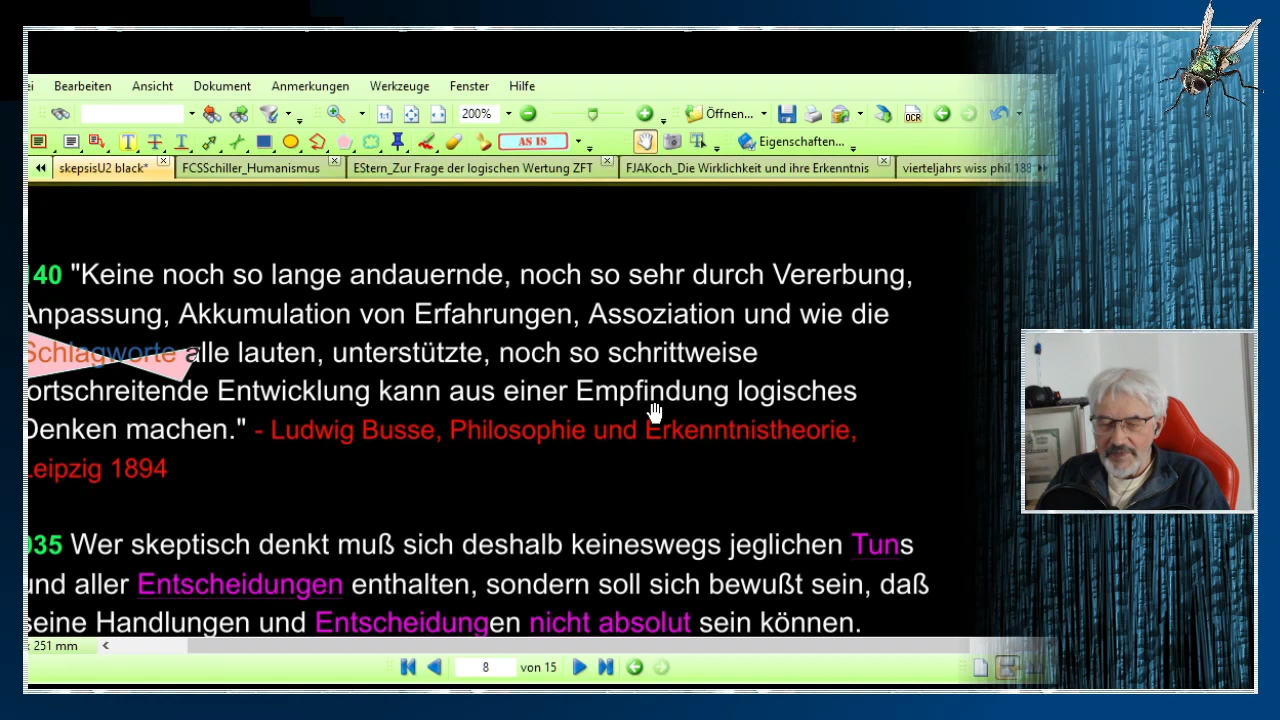 Bearbeiten Ansicht Dokument Anmerkungen Werkzeuge Fenster Hilfe
200% Öffnen...
AS IS Eigenschaften...
skepsisU2 black* FCSSchiller_Humanismus EStern_Zur Frage der logischen Wertung ZFT FJAKoch_Die Wirklichkeit und ihre Erkenntnis vierteljahrs wiss phil 188
140 "Keine noch so lange andauernde, noch so sehr durch Vererbung,
Anpassung, Akkumulation von Erfahrungen, Assoziation und wie die
Schlagworte alle lauten, unterstützte, noch so schrittweise
fortschreitende Entwicklung kann aus einer Empfindung logisches
Denken machen." - Ludwig Busse, Philosophie und Erkenntnistheorie,
Leipzig 1894
035 Wer skeptisch denkt muß sich deshalb keineswegs jeglichen Tuns
und aller Entscheidungen enthalten, sondern soll sich bewußt sein, daß
seine Handlungen und Entscheidungen nicht absolut sein können.
x 251 mm
8 von 15